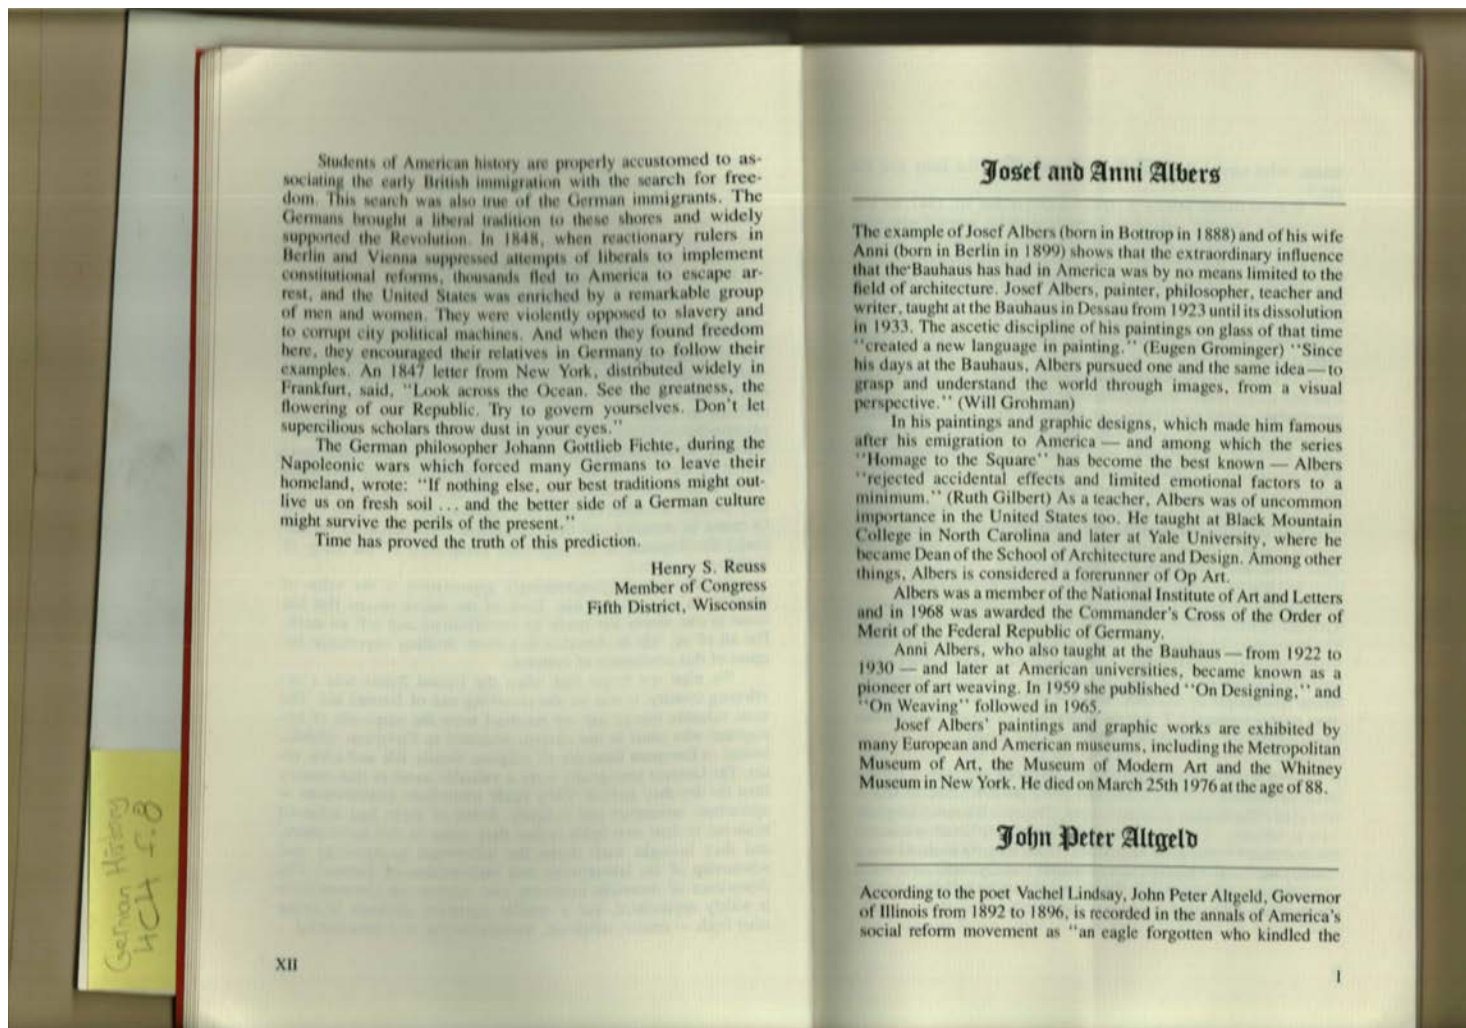 Students of American history are properly accustomed to as-
sociating the early British immigration with the search for free-
dom. This search was also true of the German immigrants. The
Germans brought a liberal tradition to these shores and widely
supported the Revolution. In 1848, when reactionary rulers in
Berlin and Vienna suppressed attempts of liberals to implement
constitutional reforms, thousands fled to America to escape ar-
rest, and the United States was enriched by a remarkable group
of men and women. They were violently opposed to slavery and
to corrupt city political machines. And when they found freedom
here, they encouraged their relatives in Germany to follow their
examples. An 1847 letter from New York, distributed widely in
Frankfurt, said, "Look across the Ocean. See the greatness, the
flowering of our Republic. Try to govern yourselves. Don't let
supercilious scholars throw dust in your eyes."
The German philosopher Johann Gottlieb Fichte, during the
Napoleonic wars which forced many Germans to leave their
homeland, wrote: "If nothing else, our best traditions might out-
live us on fresh soil ... and the better side of a German culture
might survive the perils of the present."
Time has proved the truth of this prediction.
Henry S. Reuss
Member of Congress
Fifth District, Wisconsin
XII
Josef and Anni Albers
The example of Josef Albers (born in Bottrop in 1888) and of his wife
Anni (born in Berlin in 1899) shows that the extraordinary influence
that the Bauhaus has had in America was by no means limited to the
field of architecture. Josef Albers, painter, philosopher, teacher and
writer, taught at the Bauhaus in Dessau from 1923 until its dissolution
in 1933. The ascetic discipline of his paintings on glass of that time
"created a new language in painting." (Eugen Grominger) "Since
his days at the Bauhaus, Albers pursued one and the same idea — to
grasp and understand the world through images, from a visual
perspective." (Will Grohman)
In his paintings and graphic designs, which made him famous
after his emigration to America — and among which the series
"Homage to the Square" has become the best known — Albers
"rejected accidental effects and limited emotional factors to a
minimum." (Ruth Gilbert) As a teacher, Albers was of uncommon
importance in the United States too. He taught at Black Mountain
College in North Carolina and later at Yale University, where he
became Dean of the School of Architecture and Design. Among other
things, Albers is considered a forerunner of Op Art.
Albers was a member of the National Institute of Art and Letters
and in 1968 was awarded the Commander's Cross of the Order of
Merit of the Federal Republic of Germany.
Anni Albers, who also taught at the Bauhaus — from 1922 to
1930 — and later at American universities, became known as a
pioneer of art weaving. In 1959 she published "On Designing," and
"On Weaving" followed in 1965.
Josef Albers' paintings and graphic works are exhibited by
many European and American museums, including the Metropolitan
Museum of Art, the Museum of Modern Art and the Whitney
Museum in New York. He died on March 25th 1976 at the age of 88.
John Peter Altgeld
According to the poet Vachel Lindsay, John Peter Altgeld, Governor
of Illinois from 1892 to 1896, is recorded in the annals of America's
social reform movement as "an eagle forgotten who kindled the
1
German History